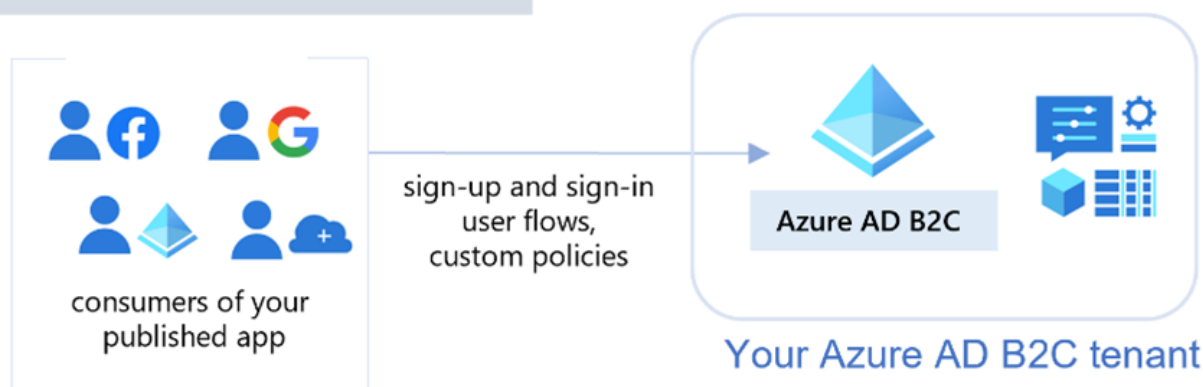 sign-up and sign-in
user flows,
custom policies
consumers of your
published app
Azure AD B2C
Your Azure AD B2C tenant